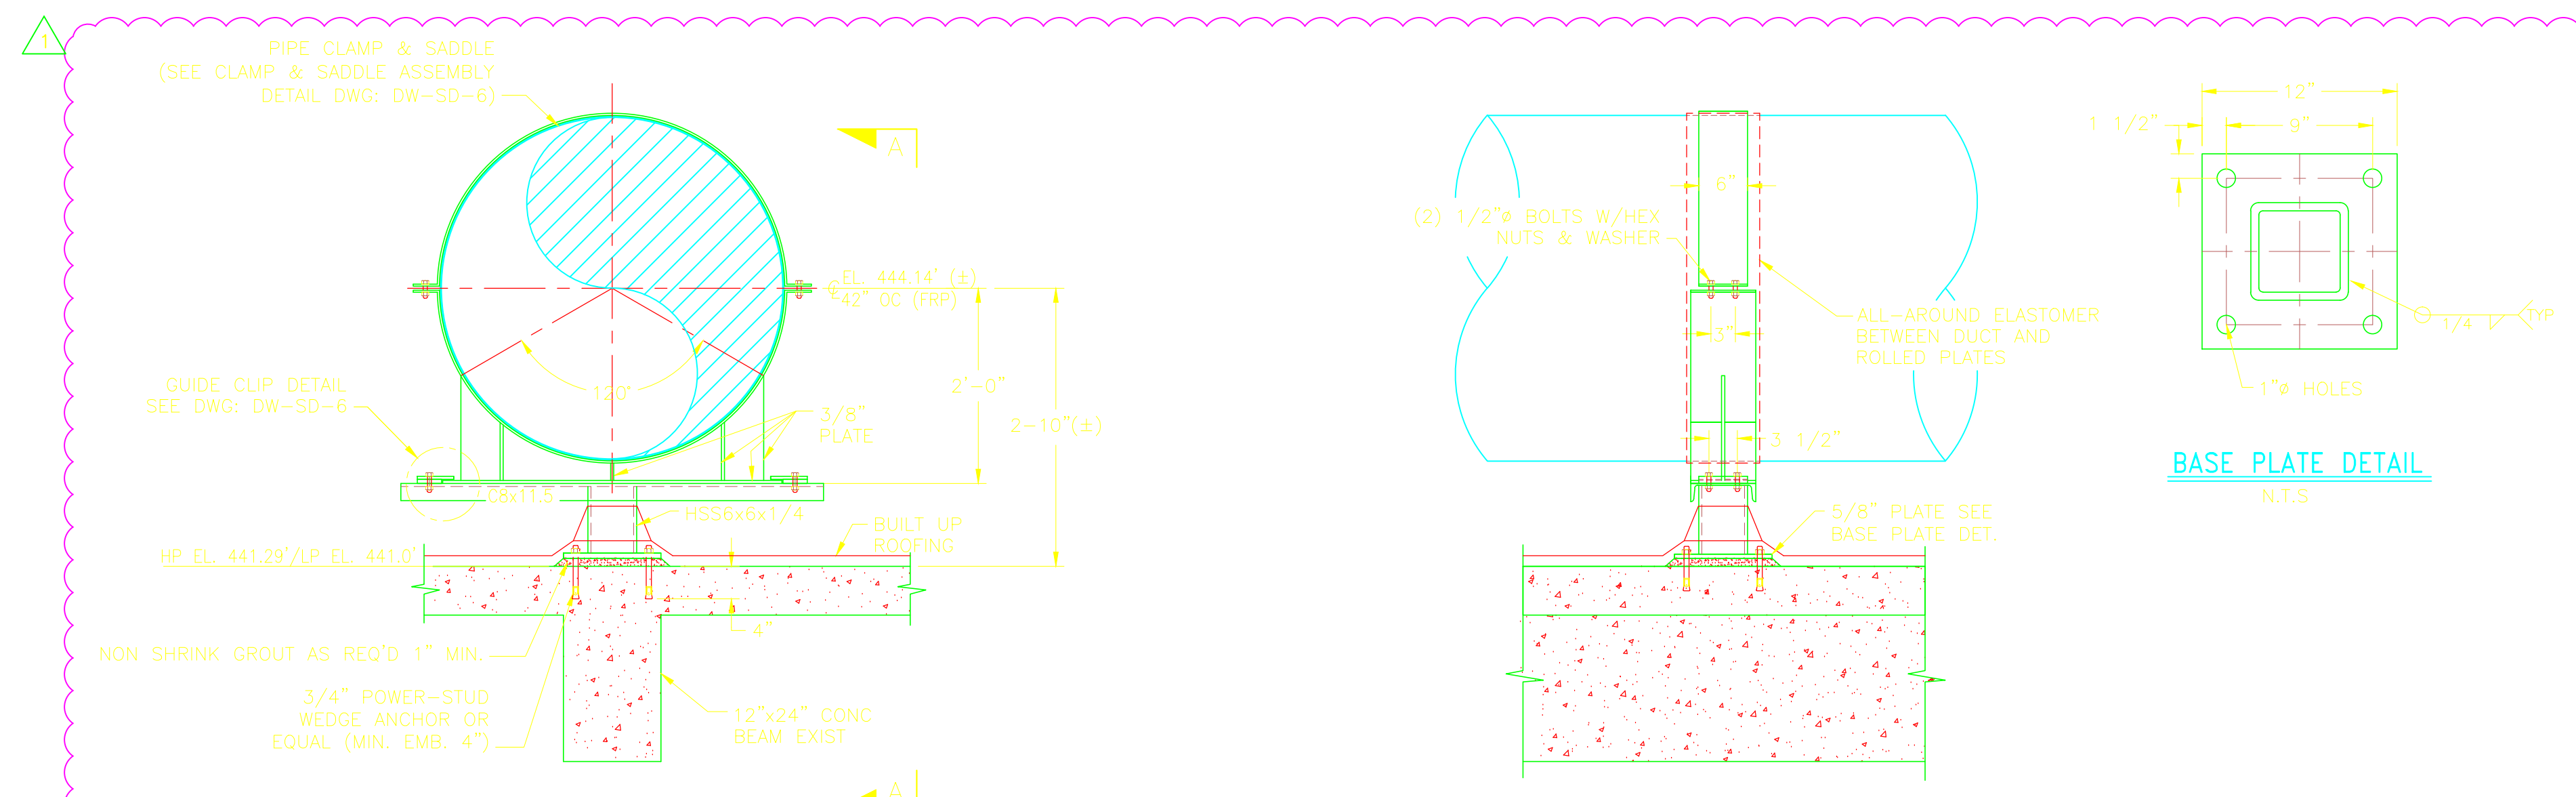 1
PIPE CLAMP & SADDLE
(SEE CLAMP & SADDLE ASSEMBLY
DETAIL DWG: DW-SD-6)
A
EL. 444.14' (±)
℄
42" OC (FRP)
GUIDE CLIP DETAIL
SEE DWG: DW-SD-6
120°
3/8"
PLATE
2'-0"
2-10"(±)
C8x11.5
HSS6x6x1/4
BUILT UP
ROOFING
HP EL. 441.29'/LP EL. 441.0'
4"
NON SHRINK GROUT AS REQ'D 1" MIN.
3/4" POWER-STUD
WEDGE ANCHOR OR
EQUAL (MIN. EMB. 4")
12"x24" CONC
BEAM EXIST
A
6"
(2) 1/2"ø BOLTS W/HEX
NUTS & WASHER
3"
ALL-AROUND ELASTOMER
BETWEEN DUCT AND
ROLLED PLATES
3 1/2"
5/8" PLATE SEE
BASE PLATE DET.
12"
1 1/2"
9"
1/4
TYP
1"ø HOLES
BASE PLATE DETAIL
N.T.S